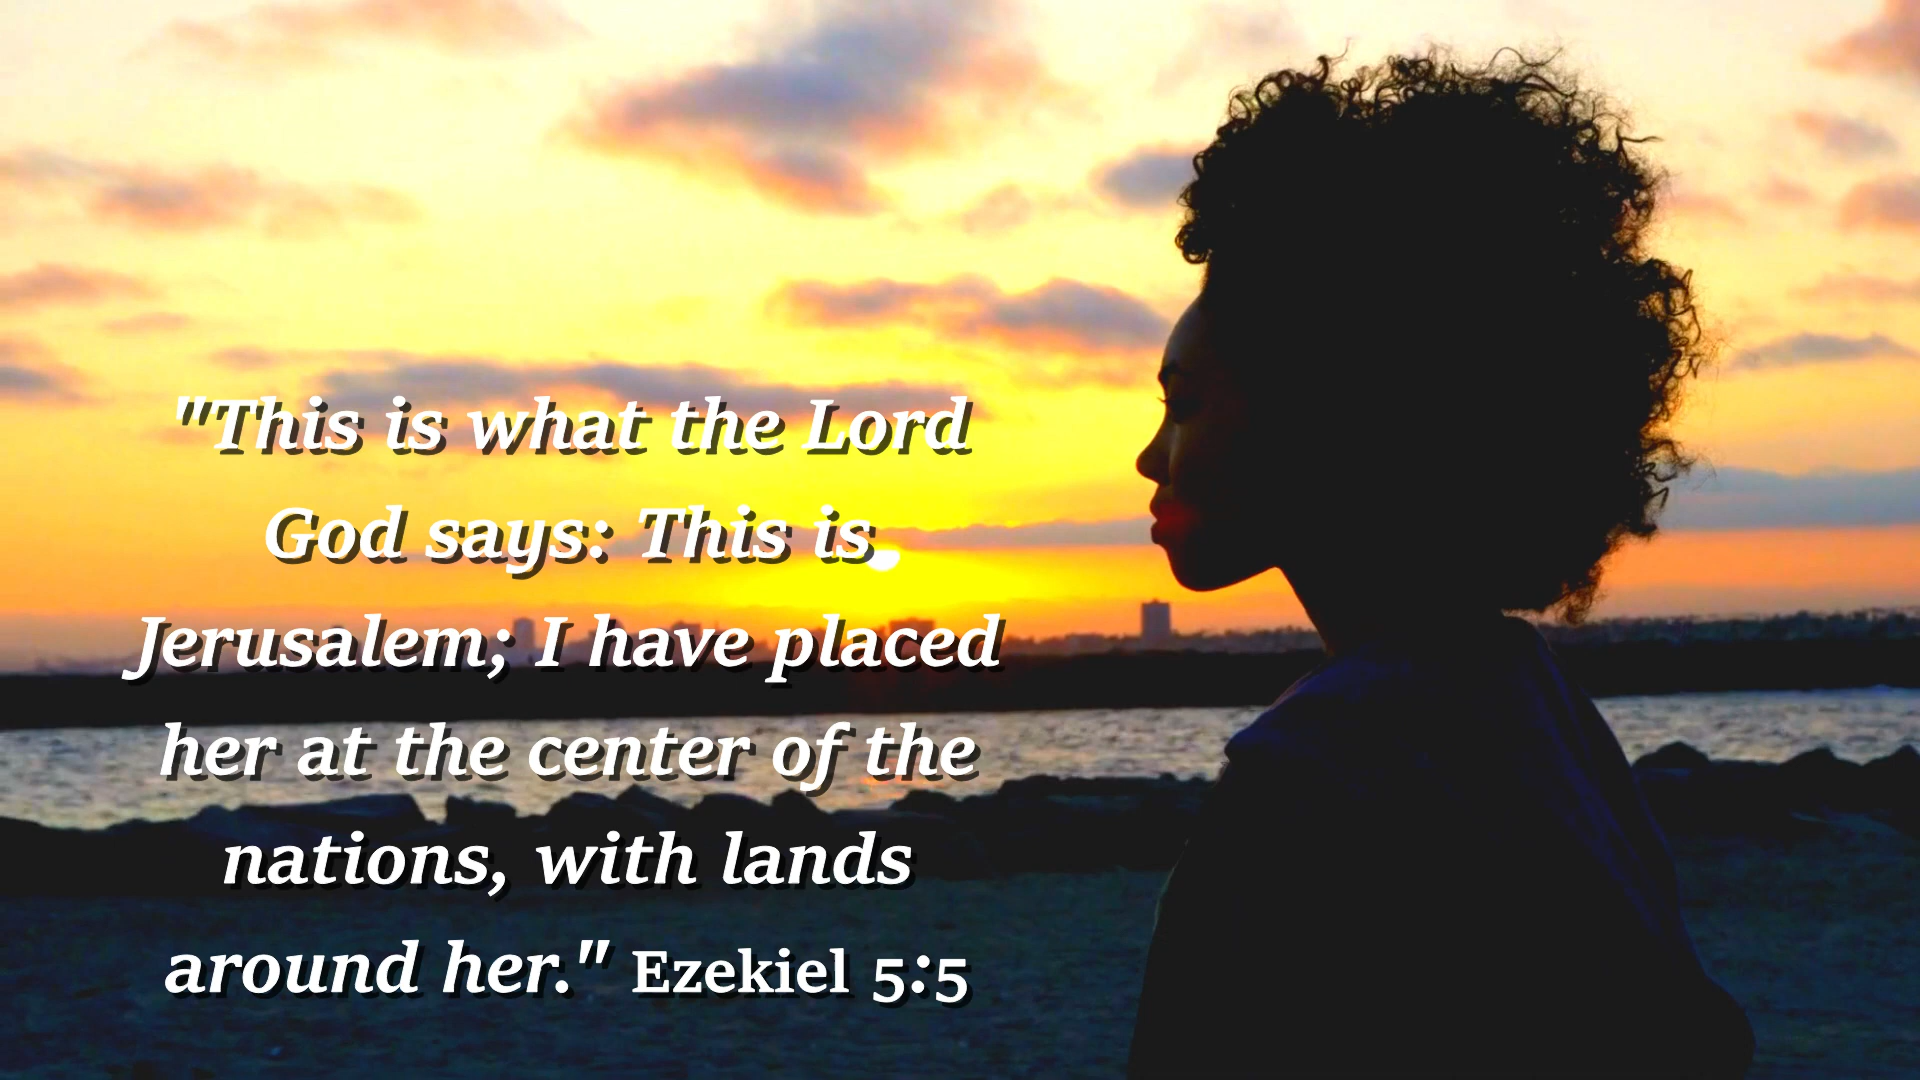 "This is what the Lord
God says: This is
Jerusalem; I have placed
her at the center of the
nations, with lands
around her." Ezekiel 5:5